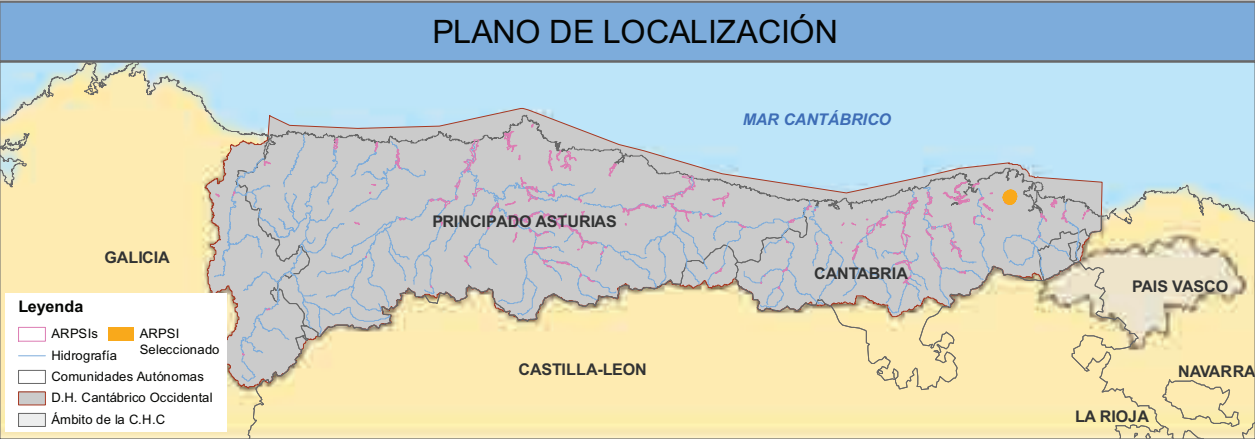 PLANO DE LOCALIZACIÓN
MAR CANTÁBRICO
PRINCIPADO ASTURIAS
GALICIA
CANTABRIA
PAIS VASCO
CASTILLA-LEON
NAVARRA
LA RIOJA
Leyenda
ARPSIs
ARPSI
Seleccionado
Hidrografía
Comunidades Autónomas
D.H. Cantábrico Occidental
Ámbito de la C.H.C